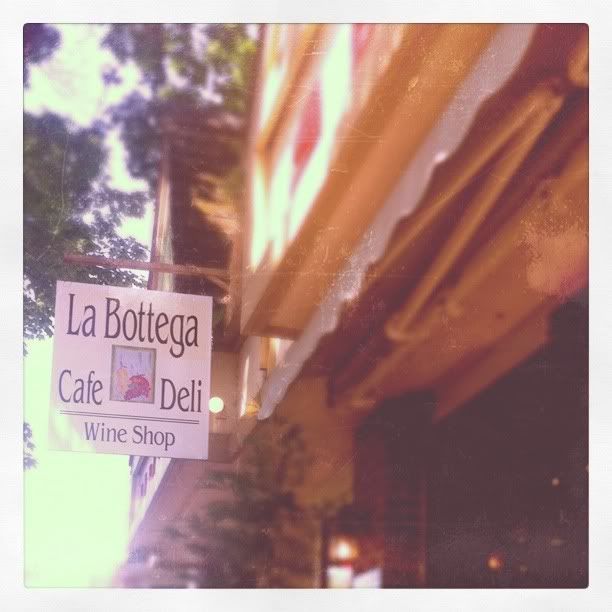 La Bottega
Cafe Deli
Wine Shop